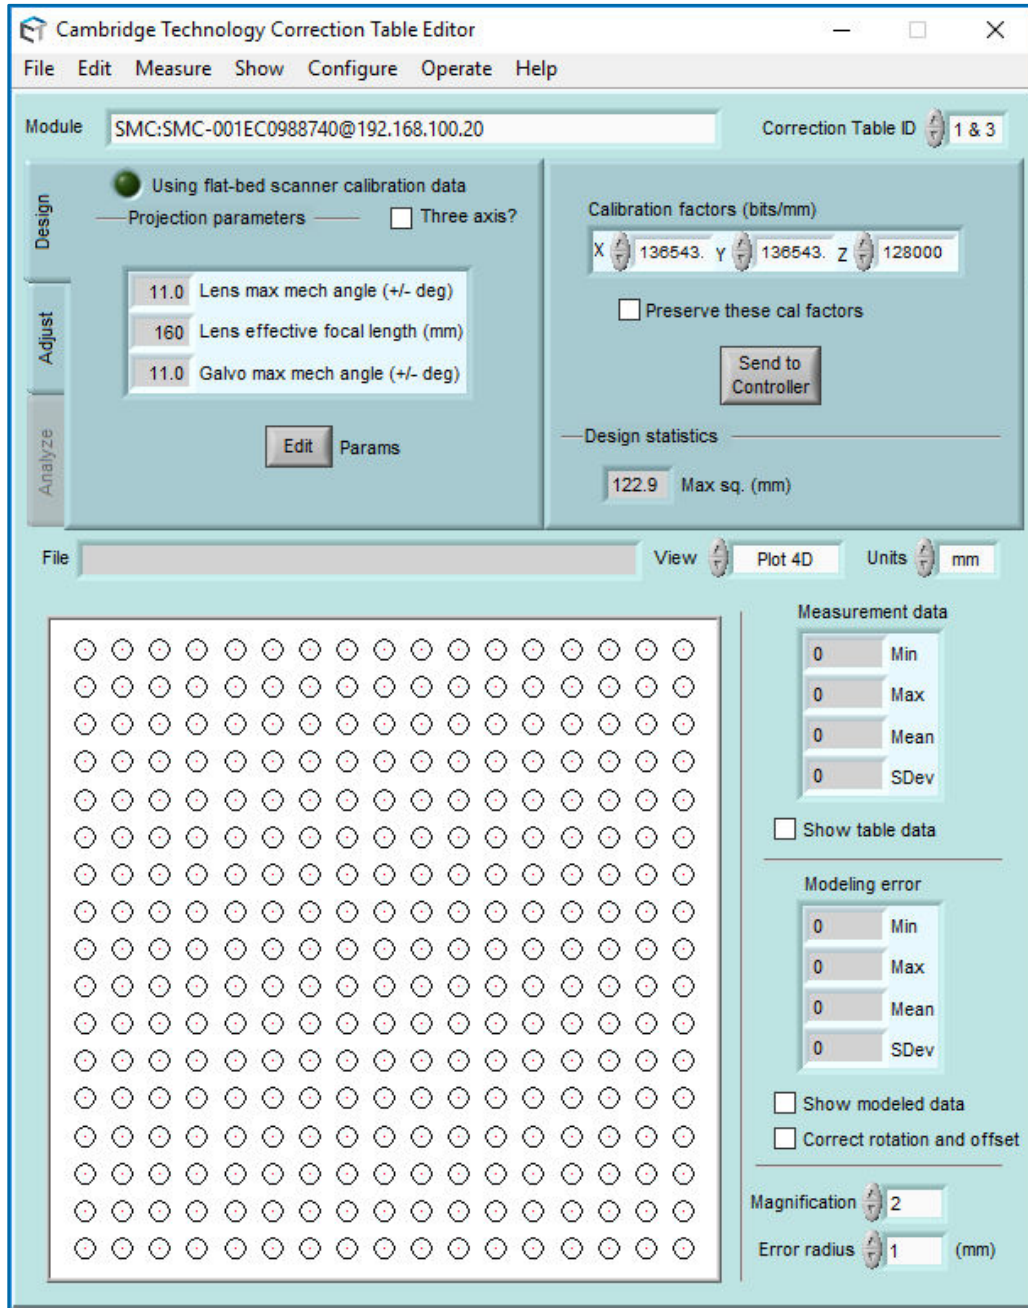 Cambridge Technology Correction Table Editor
File Edit Measure Show Configure Operate Help
Module SMC:SMC-001EC0988740@192.168.100.20 Correction Table ID 1 & 3
Design
Adjust
Analyze
Using flat-bed scanner calibration data
Projection parameters Three axis?
11.0 Lens max mech angle (+/- deg)
160 Lens effective focal length (mm)
11.0 Galvo max mech angle (+/- deg)
Edit Params
Calibration factors (bits/mm)
X 136543. Y 136543. Z 128000
Preserve these cal factors
Send to
Controller
Design statistics
122.9 Max sq. (mm)
File View Plot 4D Units mm
Measurement data
0 Min
0 Max
0 Mean
0 SDev
Show table data
Modeling error
0 Min
0 Max
0 Mean
0 SDev
Show modeled data
Correct rotation and offset
Magnification 2
Error radius 1 (mm)